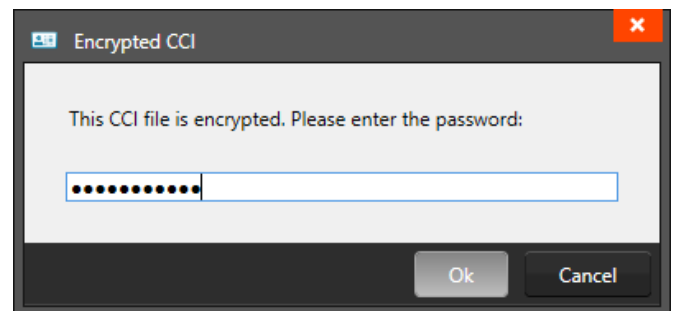 Encrypted CCI
This CCI file is encrypted. Please enter the password:
●●●●●●●●●●●
Ok
Cancel